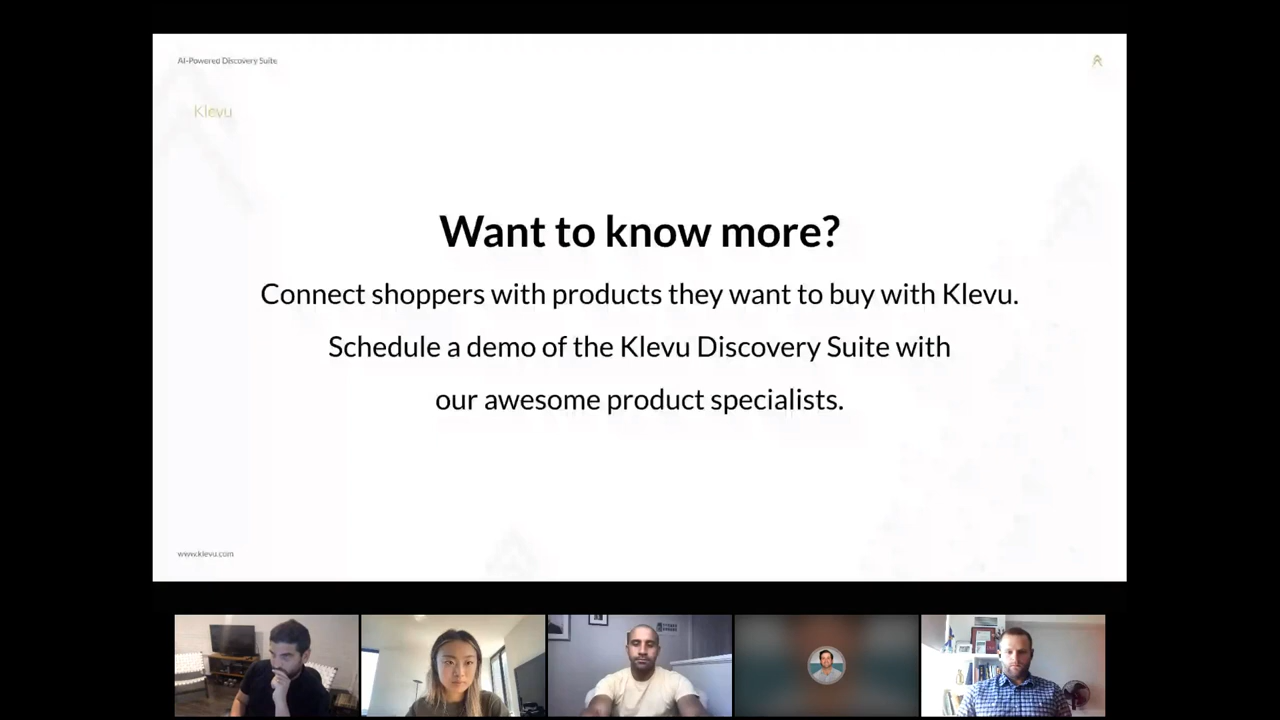 AI-Powered Discovery Suite
Klevu
Want to know more?
Connect shoppers with products they want to buy with Klevu.
Schedule a demo of the Klevu Discovery Suite with
our awesome product specialists.
www.klevu.com